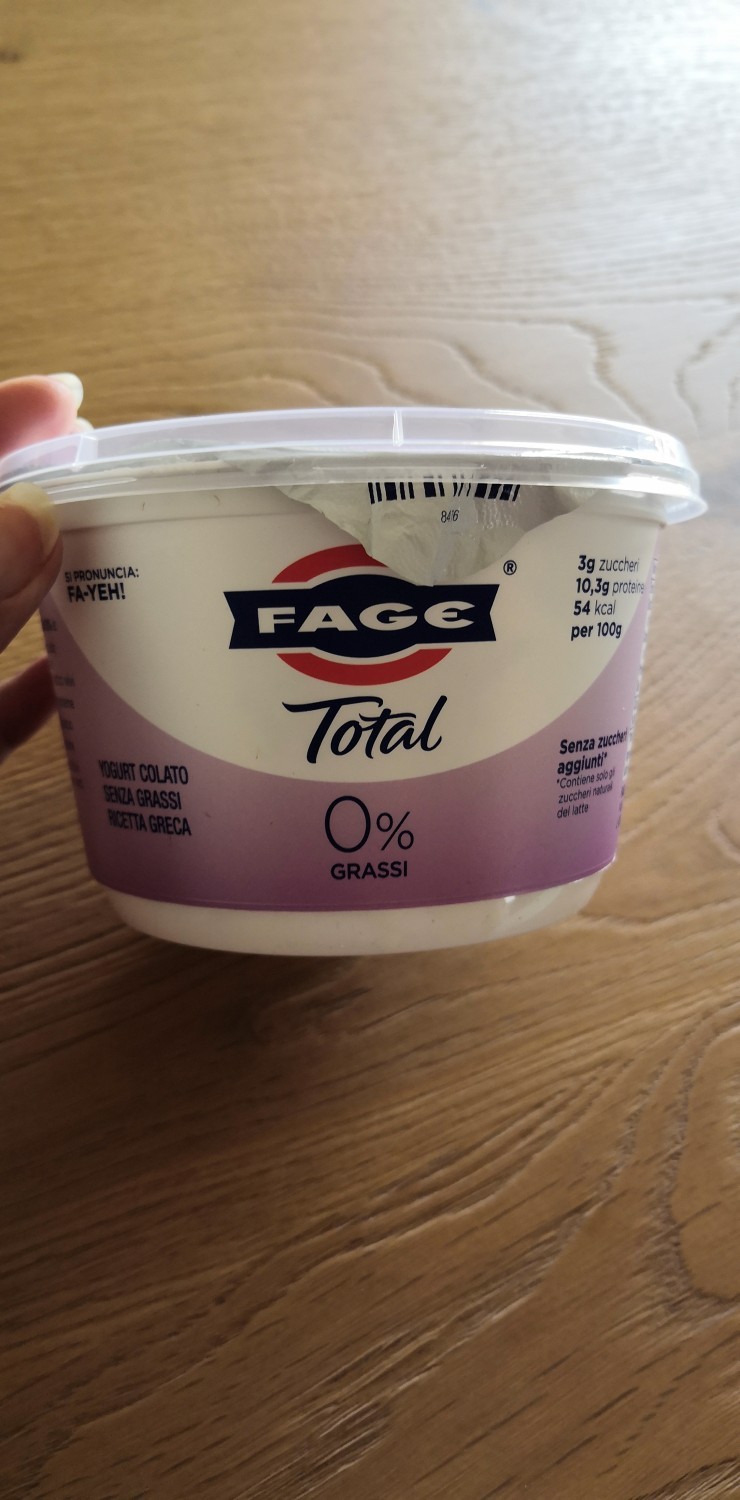 8416
SI PRONUNCIA:
FA-YEH!
FAGE®
Total
3g zuccheri
10,3g proteine
54 kcal
per 100g
YOGURT COLATO
SENZA GRASSI
RICETTA GRECA
0%
GRASSI
Senza zuccheri
aggiunti*
*Contiene solo gli
zuccheri naturali
del latte